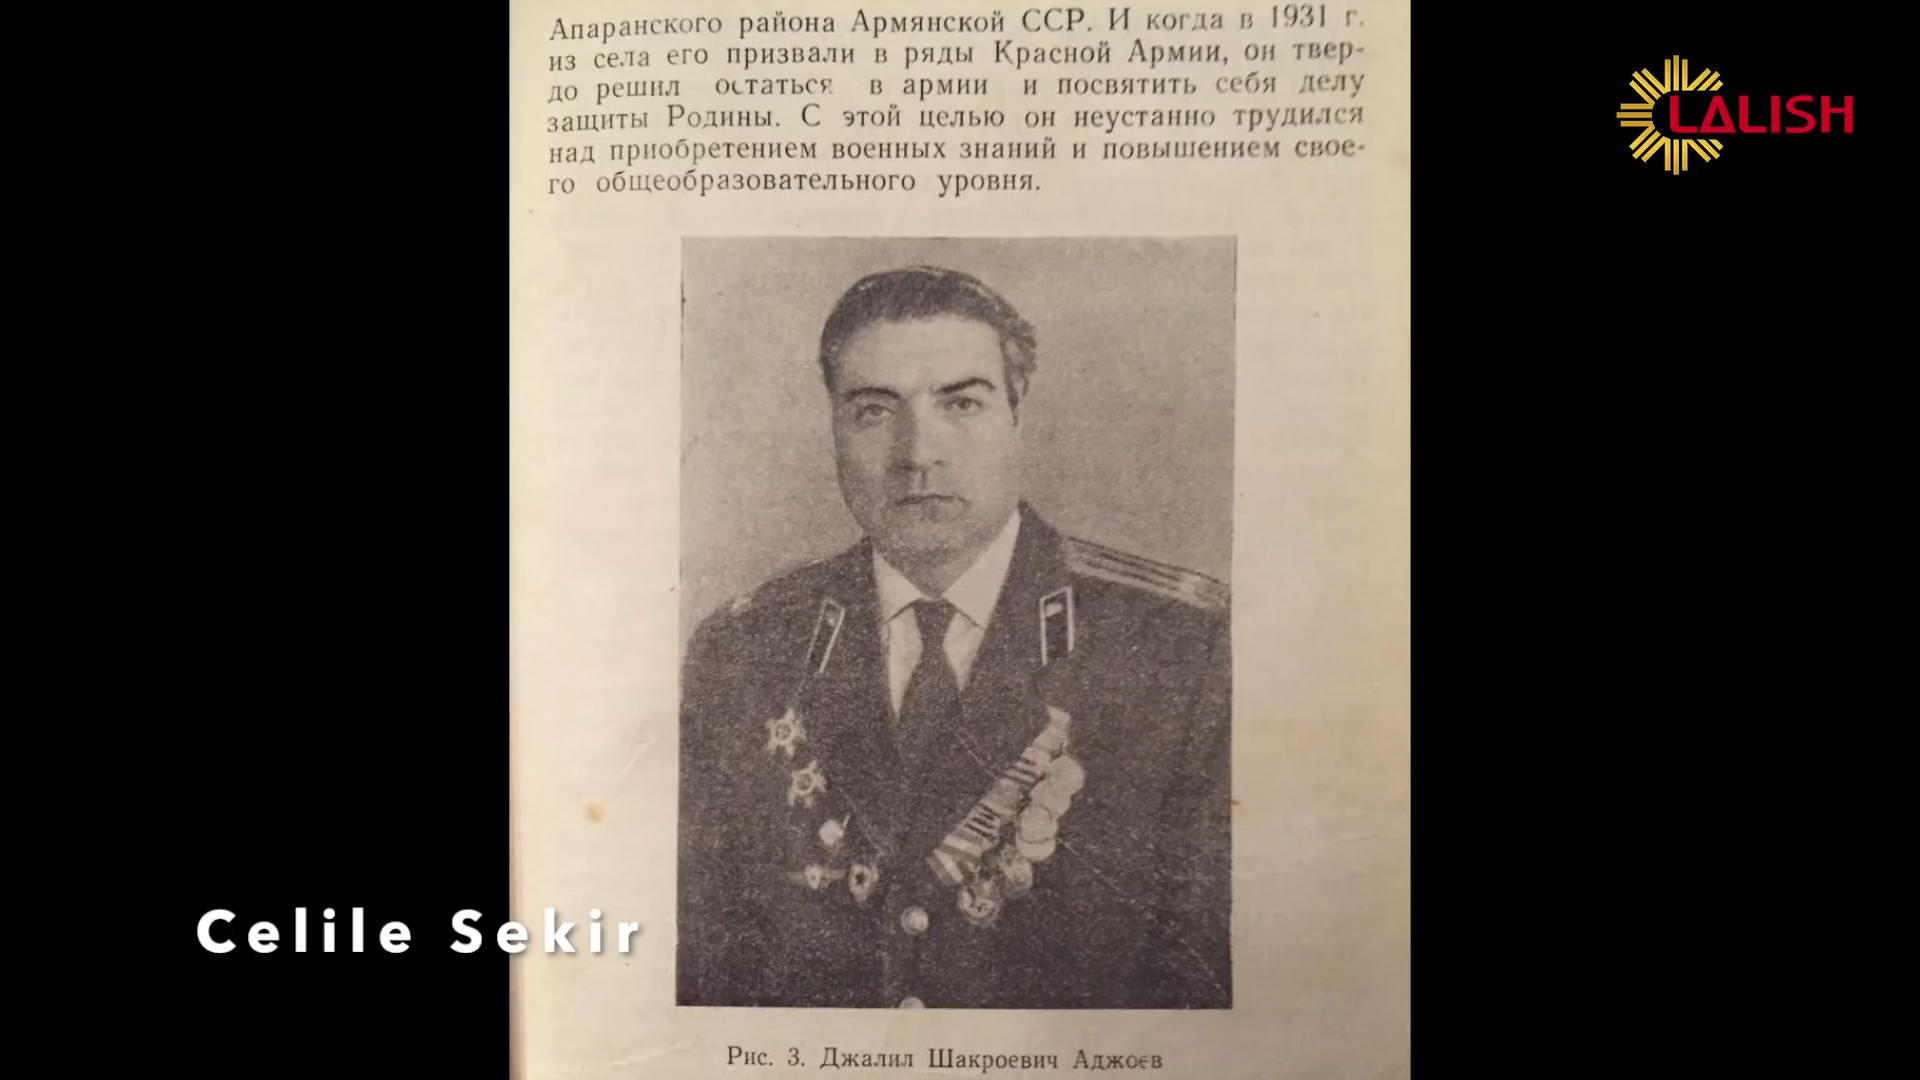 Апаранского района Армянской ССР. И когда в 1931 г.
из села его призвали в ряды Красной Армии, он твер-
до решил остаться в армии и посвятить себя делу
защиты Родины. С этой целью он неустанно трудился
над приобретением военных знаний и повышением свое-
го общеобразовательного уровня.
LALISH
Celile Sekir
Рис. 3. Джалил Шакроевич Аджоев